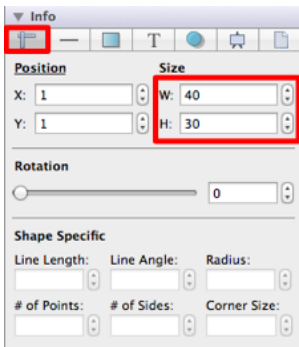 Info
T
Position Size
X: 1 W: 40
Y: 1 H: 30
Rotation
0
Shape Specific
Line Length: Line Angle: Radius:
# of Points: # of Sides: Corner Size: